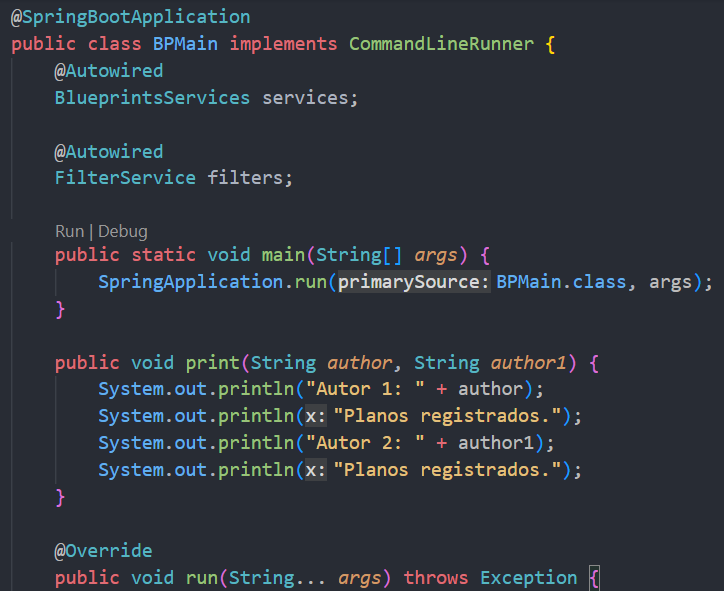 @SpringBootApplication
public class BPMain implements CommandLineRunner {
@Autowired
BlueprintsServices services;
@Autowired
FilterService filters;
Run | Debug
public static void main(String[] args) {
SpringApplication.run(primarySource: BPMain.class, args);
}
public void print(String author, String author1) {
System.out.println("Autor 1: " + author);
System.out.println(x: "Planos registrados.");
System.out.println("Autor 2: " + author1);
System.out.println(x: "Planos registrados.");
}
@Override
public void run(String... args) throws Exception {